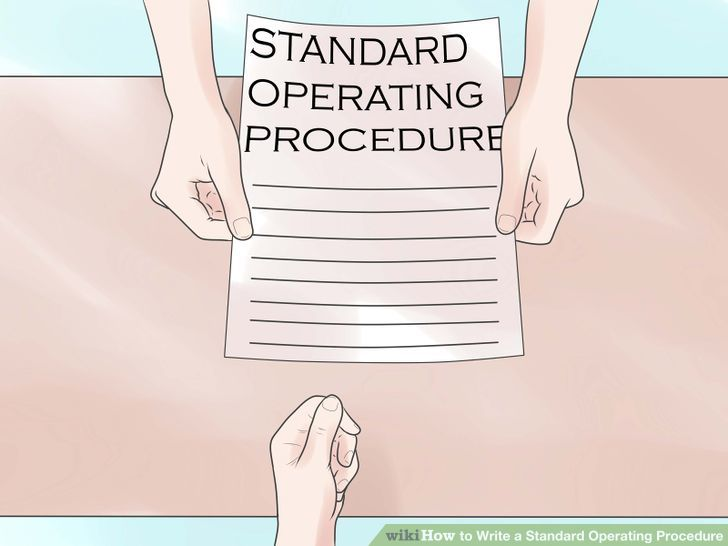 STANDARD
OPERATING
PROCEDURE
wikiHow to Write a Standard Operating Procedure